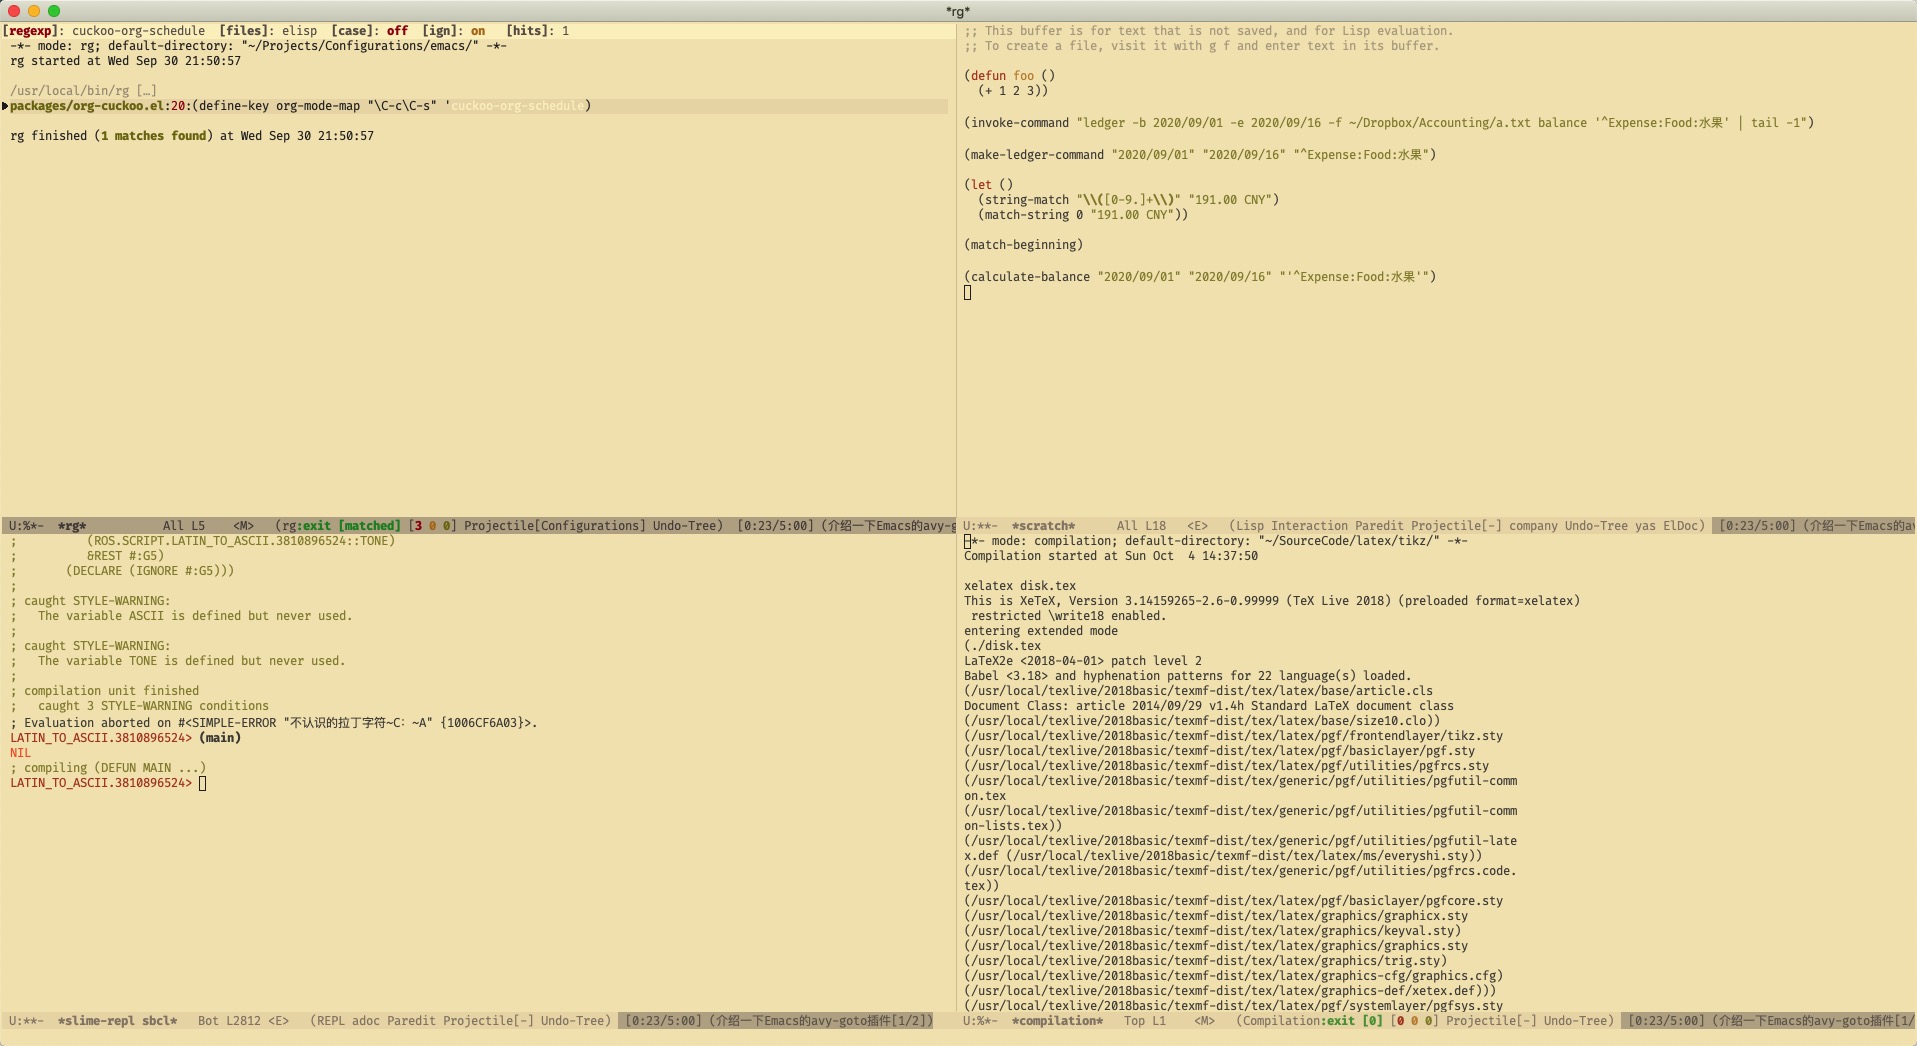 *rg*
[regexp]: cuckoo-org-schedule  [files]: elisp  [case]: off  [ign]: on   [hits]: 1
-*- mode: rg; default-directory: "~/Projects/Configurations/emacs/" -*-
rg started at Wed Sep 30 21:50:57
/usr/local/bin/rg […]
packages/org-cuckoo.el:20:(define-key org-mode-map "\C-c\C-s" 'cuckoo-org-schedule)
rg finished (1 matches found) at Wed Sep 30 21:50:57
U:%*-  *rg*           All L5    <M>   (rg:exit [matched] [3 0 0] Projectile[Configurations] Undo-Tree)  [0:23/5:00] (介绍一下Emacs的avy-g
;; This buffer is for text that is not saved, and for Lisp evaluation.
;; To create a file, visit it with g f and enter text in its buffer.
(defun foo ()
  (+ 1 2 3))
(invoke-command "ledger -b 2020/09/01 -e 2020/09/16 -f ~/Dropbox/Accounting/a.txt balance '^Expense:Food:水果' | tail -1")
(make-ledger-command "2020/09/01" "2020/09/16" "^Expense:Food:水果")
(let ()
  (string-match "\\([0-9.]+\\)" "191.00 CNY")
  (match-string 0 "191.00 CNY"))
(match-beginning)
(calculate-balance "2020/09/01" "2020/09/16" "'^Expense:Food:水果'")
U:**-  *scratch*      All L18   <E>   (Lisp Interaction Paredit Projectile[-] company Undo-Tree yas ElDoc)  [0:23/5:00] (介绍一下Emacs的a
;          (ROS.SCRIPT.LATIN_TO_ASCII.3810896524::TONE)
;          &REST #:G5)
;       (DECLARE (IGNORE #:G5)))
;
; caught STYLE-WARNING:
;   The variable ASCII is defined but never used.
;
; caught STYLE-WARNING:
;   The variable TONE is defined but never used.
;
; compilation unit finished
;   caught 3 STYLE-WARNING conditions
; Evaluation aborted on #<SIMPLE-ERROR "不认识的拉丁字符~C: ~A" {1006CF6A03}>.
LATIN_TO_ASCII.3810896524> (main)
NIL
; compiling (DEFUN MAIN ...)
LATIN_TO_ASCII.3810896524>
U:**-  *slime-repl sbcl*   Bot L2812 <E>   (REPL adoc Paredit Projectile[-] Undo-Tree)  [0:23/5:00] (介绍一下Emacs的avy-goto插件[1/2])
-*- mode: compilation; default-directory: "~/SourceCode/latex/tikz/" -*-
Compilation started at Sun Oct  4 14:37:50
xelatex disk.tex
This is XeTeX, Version 3.14159265-2.6-0.99999 (TeX Live 2018) (preloaded format=xelatex)
 restricted \write18 enabled.
entering extended mode
(./disk.tex
LaTeX2e <2018-04-01> patch level 2
Babel <3.18> and hyphenation patterns for 22 language(s) loaded.
(/usr/local/texlive/2018basic/texmf-dist/tex/latex/base/article.cls
Document Class: article 2014/09/29 v1.4h Standard LaTeX document class
(/usr/local/texlive/2018basic/texmf-dist/tex/latex/base/size10.clo))
(/usr/local/texlive/2018basic/texmf-dist/tex/latex/pgf/frontendlayer/tikz.sty
(/usr/local/texlive/2018basic/texmf-dist/tex/latex/pgf/basiclayer/pgf.sty
(/usr/local/texlive/2018basic/texmf-dist/tex/latex/pgf/utilities/pgfrcs.sty
(/usr/local/texlive/2018basic/texmf-dist/tex/generic/pgf/utilities/pgfutil-comm
on.tex
(/usr/local/texlive/2018basic/texmf-dist/tex/generic/pgf/utilities/pgfutil-comm
on-lists.tex))
(/usr/local/texlive/2018basic/texmf-dist/tex/generic/pgf/utilities/pgfutil-late
x.def (/usr/local/texlive/2018basic/texmf-dist/tex/latex/ms/everyshi.sty))
(/usr/local/texlive/2018basic/texmf-dist/tex/generic/pgf/utilities/pgfrcs.code.
tex))
(/usr/local/texlive/2018basic/texmf-dist/tex/latex/pgf/basiclayer/pgfcore.sty
(/usr/local/texlive/2018basic/texmf-dist/tex/latex/graphics/graphicx.sty
(/usr/local/texlive/2018basic/texmf-dist/tex/latex/graphics/keyval.sty)
(/usr/local/texlive/2018basic/texmf-dist/tex/latex/graphics/graphics.sty
(/usr/local/texlive/2018basic/texmf-dist/tex/latex/graphics/trig.sty)
(/usr/local/texlive/2018basic/texmf-dist/tex/latex/graphics-cfg/graphics.cfg)
(/usr/local/texlive/2018basic/texmf-dist/tex/latex/graphics-def/xetex.def)))
(/usr/local/texlive/2018basic/texmf-dist/tex/latex/pgf/systemlayer/pgfsys.sty
U:%*-  *compilation*   Top L1    <M>   (Compilation:exit [0] [0 0 0] Projectile[-] Undo-Tree)  [0:23/5:00] (介绍一下Emacs的avy-goto插件[1/